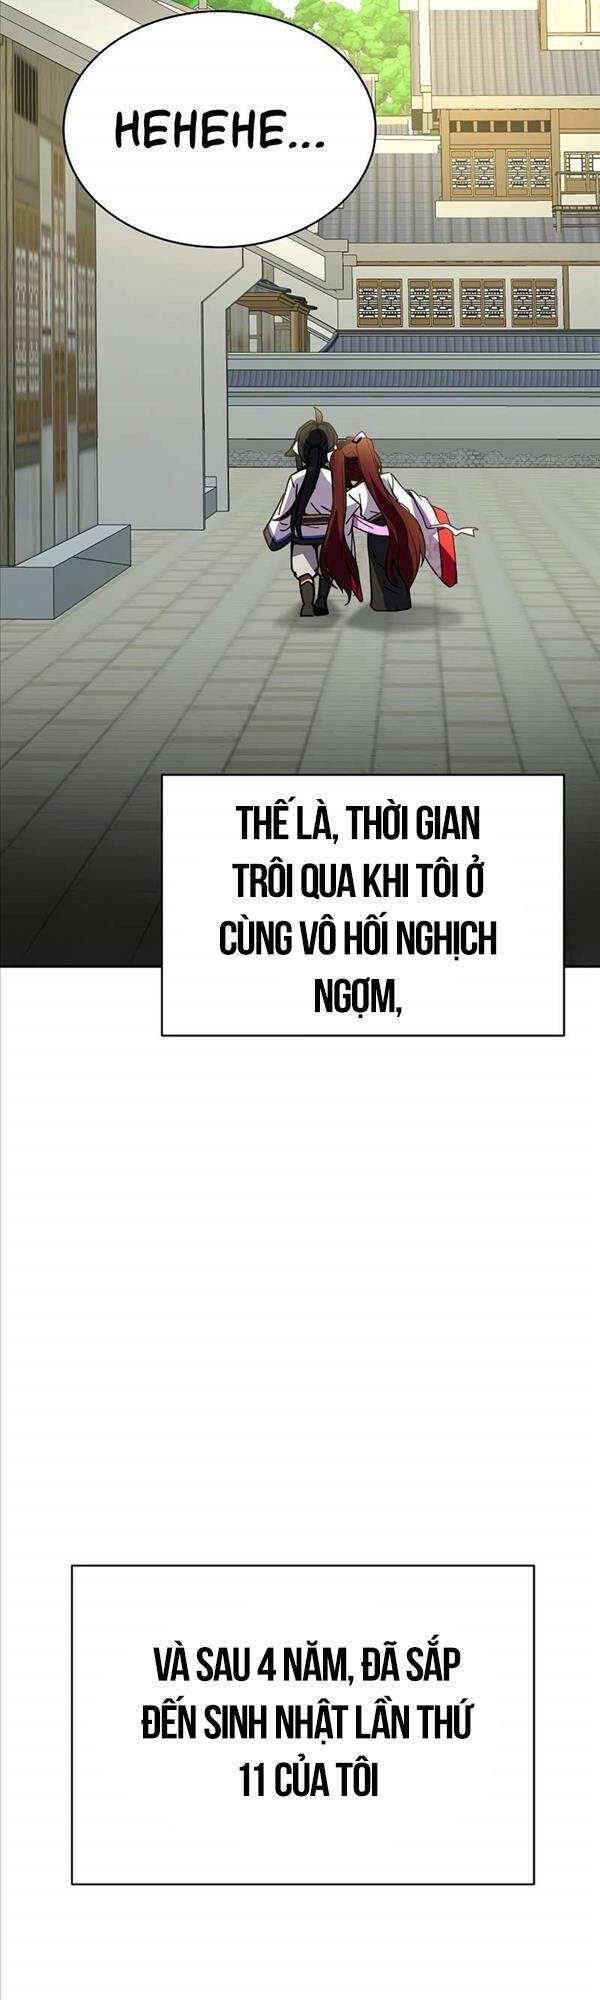 HEHEHE...
THẾ LÀ, THỜI GIAN
TRÔI QUA KHI TÔI Ở
CÙNG VÔ HỐI NGHỊCH
NGỢM,
VÀ SAU 4 NĂM, ĐÃ SẮP
ĐẾN SINH NHẬT LẦN THỨ
11 CỦA TÔI